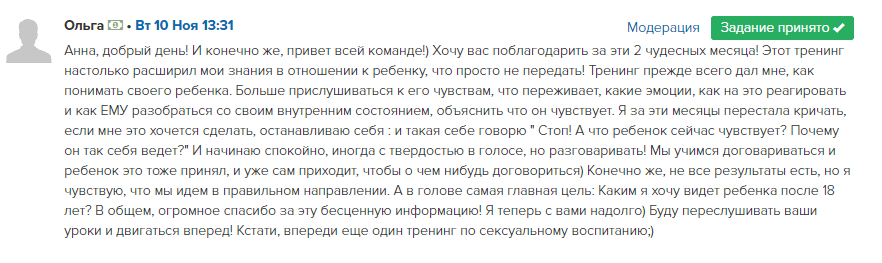 Ольга • Вт 10 Ноя 13:31
Модерация
Задание принято ✔
Анна, добрый день! И конечно же, привет всей команде!) Хочу вас поблагодарить за эти 2 чудесных месяца! Этот тренинг
настолько расширил мои знания в отношении к ребенку, что просто не передать! Тренинг прежде всего дал мне, как
понимать своего ребенка. Больше прислушиваться к его чувствам, что переживает, какие эмоции, как на это реагировать
и как ЕМУ разобраться со своим внутренним состоянием, объяснить что он чувствует. Я за эти месяцы перестала кричать,
если мне это хочется сделать, останавливаю себя : и такая себе говорю " Стоп! А что ребенок сейчас чувствует? Почему
он так себя ведет?" И начинаю спокойно, иногда с твердостью в голосе, но разговаривать! Мы учимся договариваться и
ребенок это тоже принял, и уже сам приходит, чтобы о чем нибудь договориться) Конечно же, не все результаты есть, но я
чувствую, что мы идем в правильном направлении. А в голове самая главная цель: Каким я хочу видет ребенка после 18
лет? В общем, огромное спасибо за эту бесценную информацию! Я теперь с вами надолго) Буду переслушивать ваши
уроки и двигаться вперед! Кстати, впереди еще один тренинг по сексуальному воспитанию;)